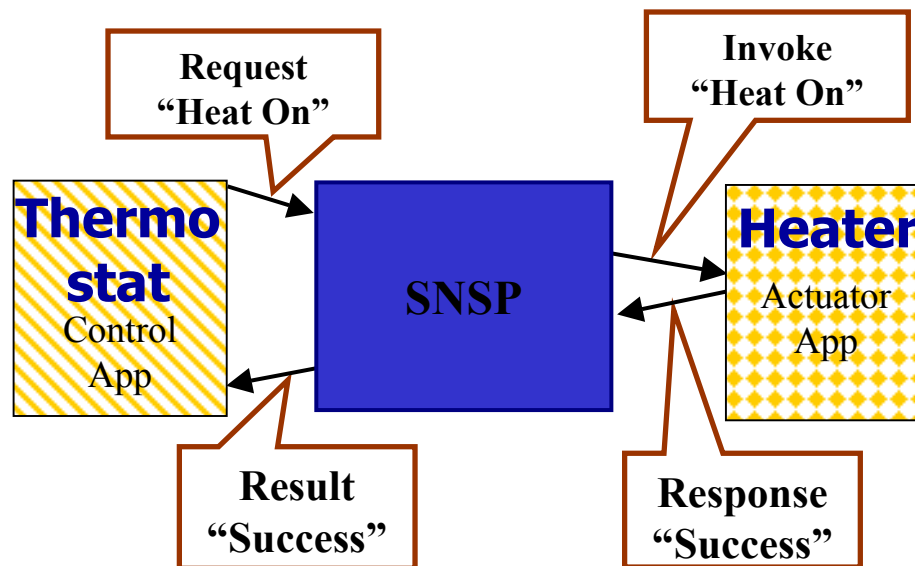 Request
“Heat On”
Invoke
“Heat On”
Thermo
stat
Control
App
SNSP
Heater
Actuator
App
Result
“Success”
Response
“Success”